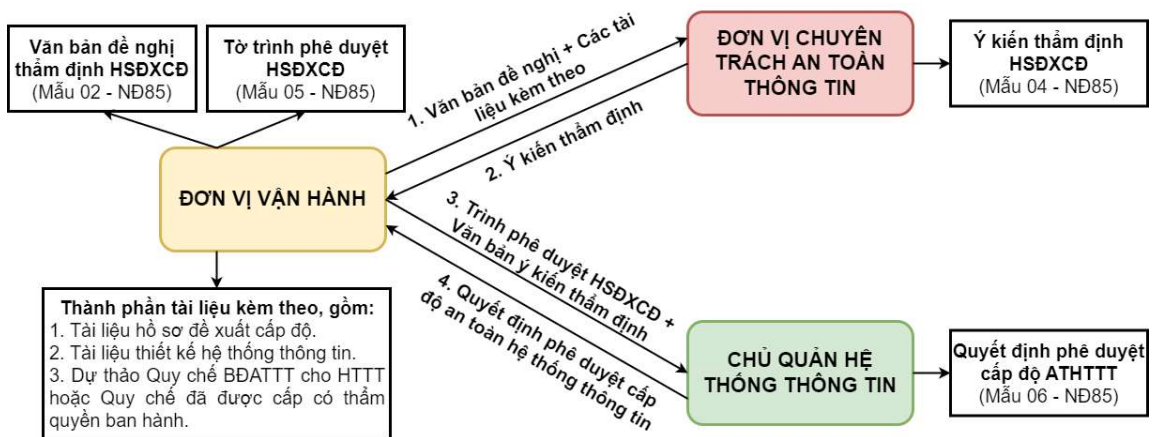 Văn bản đề nghị
thẩm định HSĐXCĐ
(Mẫu 02 - NĐ85)
Tờ trình phê duyệt
HSĐXCĐ
(Mẫu 05 - NĐ85)
1. Văn bản đề nghị + Các tài
liệu kèm theo
2. Ý kiến thẩm định
ĐƠN VỊ CHUYÊN
TRÁCH AN TOÀN
THÔNG TIN
Ý kiến thẩm định
HSĐXCĐ
(Mẫu 04 - NĐ85)
ĐƠN VỊ VẬN HÀNH
3. Trình phê duyệt HSĐXCĐ +
Văn bản ý kiến thẩm định
4. Quyết định phê duyệt cấp
độ an toàn hệ thống thông tin
Thành phần tài liệu kèm theo, gồm:
1. Tài liệu hồ sơ đề xuất cấp độ.
2. Tài liệu thiết kế hệ thống thông tin.
3. Dự thảo Quy chế BĐATTT cho HTTT
hoặc Quy chế đã được cấp có thẩm
quyền ban hành.
CHỦ QUẢN HỆ
THỐNG THÔNG TIN
Quyết định phê duyệt
cấp độ ATHTTT
(Mẫu 06 - NĐ85)